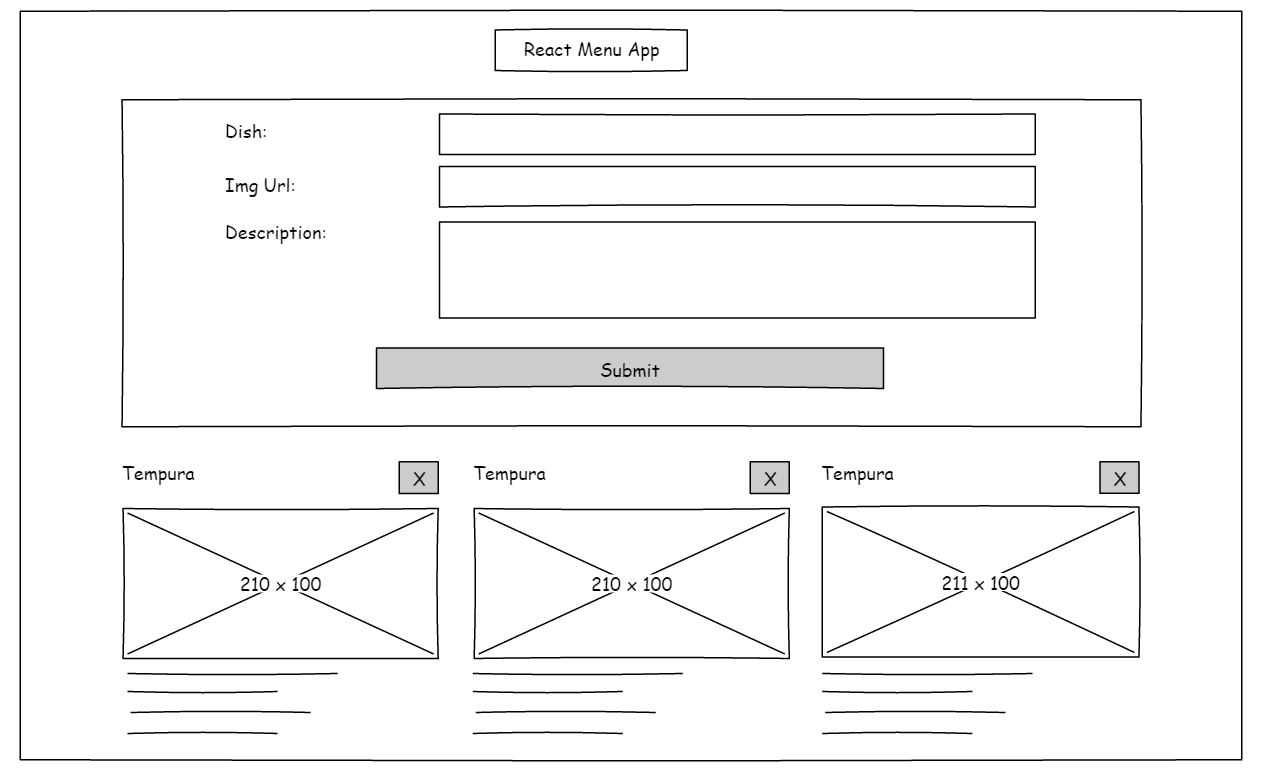 React Menu App
Dish:
Img Url:
Description:
Submit
Tempura X Tempura X Tempura X
210 x 100 210 x 100 211 x 100